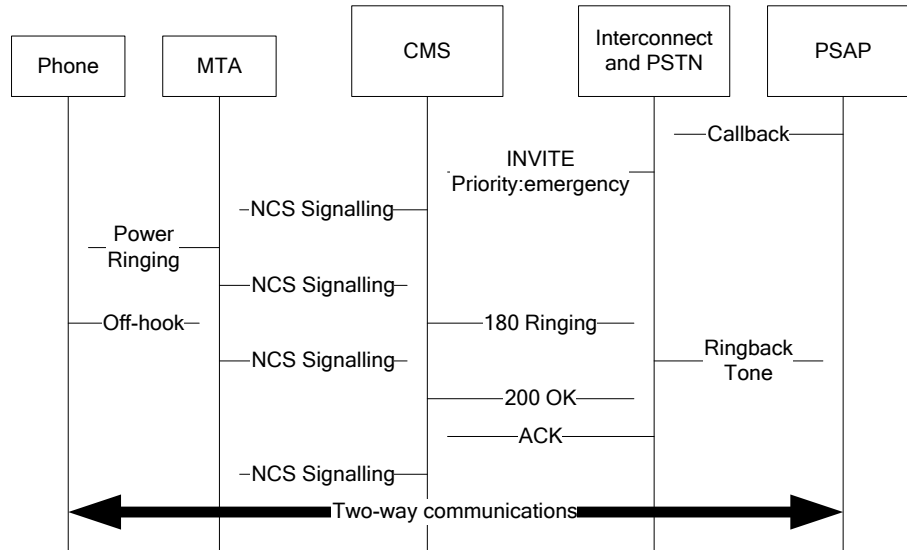 Phone
MTA
CMS
Interconnect
and PSTN
PSAP
Callback
INVITE
Priority:emergency
NCS Signalling
Power
Ringing
NCS Signalling
Off-hook
180 Ringing
NCS Signalling
Ringback
Tone
200 OK
ACK
NCS Signalling
Two-way communications